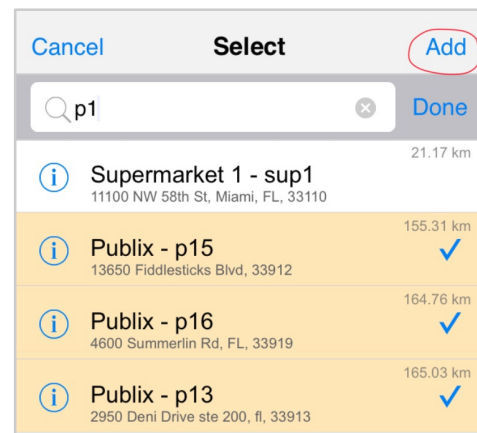 Cancel Select Add
p1 Done
21.17 km
Supermarket 1 - sup1
11100 NW 58th St, Miami, FL, 33110
155.31 km
Publix - p15
13650 Fiddlesticks Blvd, 33912
164.76 km
Publix - p16
4600 Summerlin Rd, FL, 33919
165.03 km
Publix - p13
2950 Deni Drive ste 200, fl, 33913